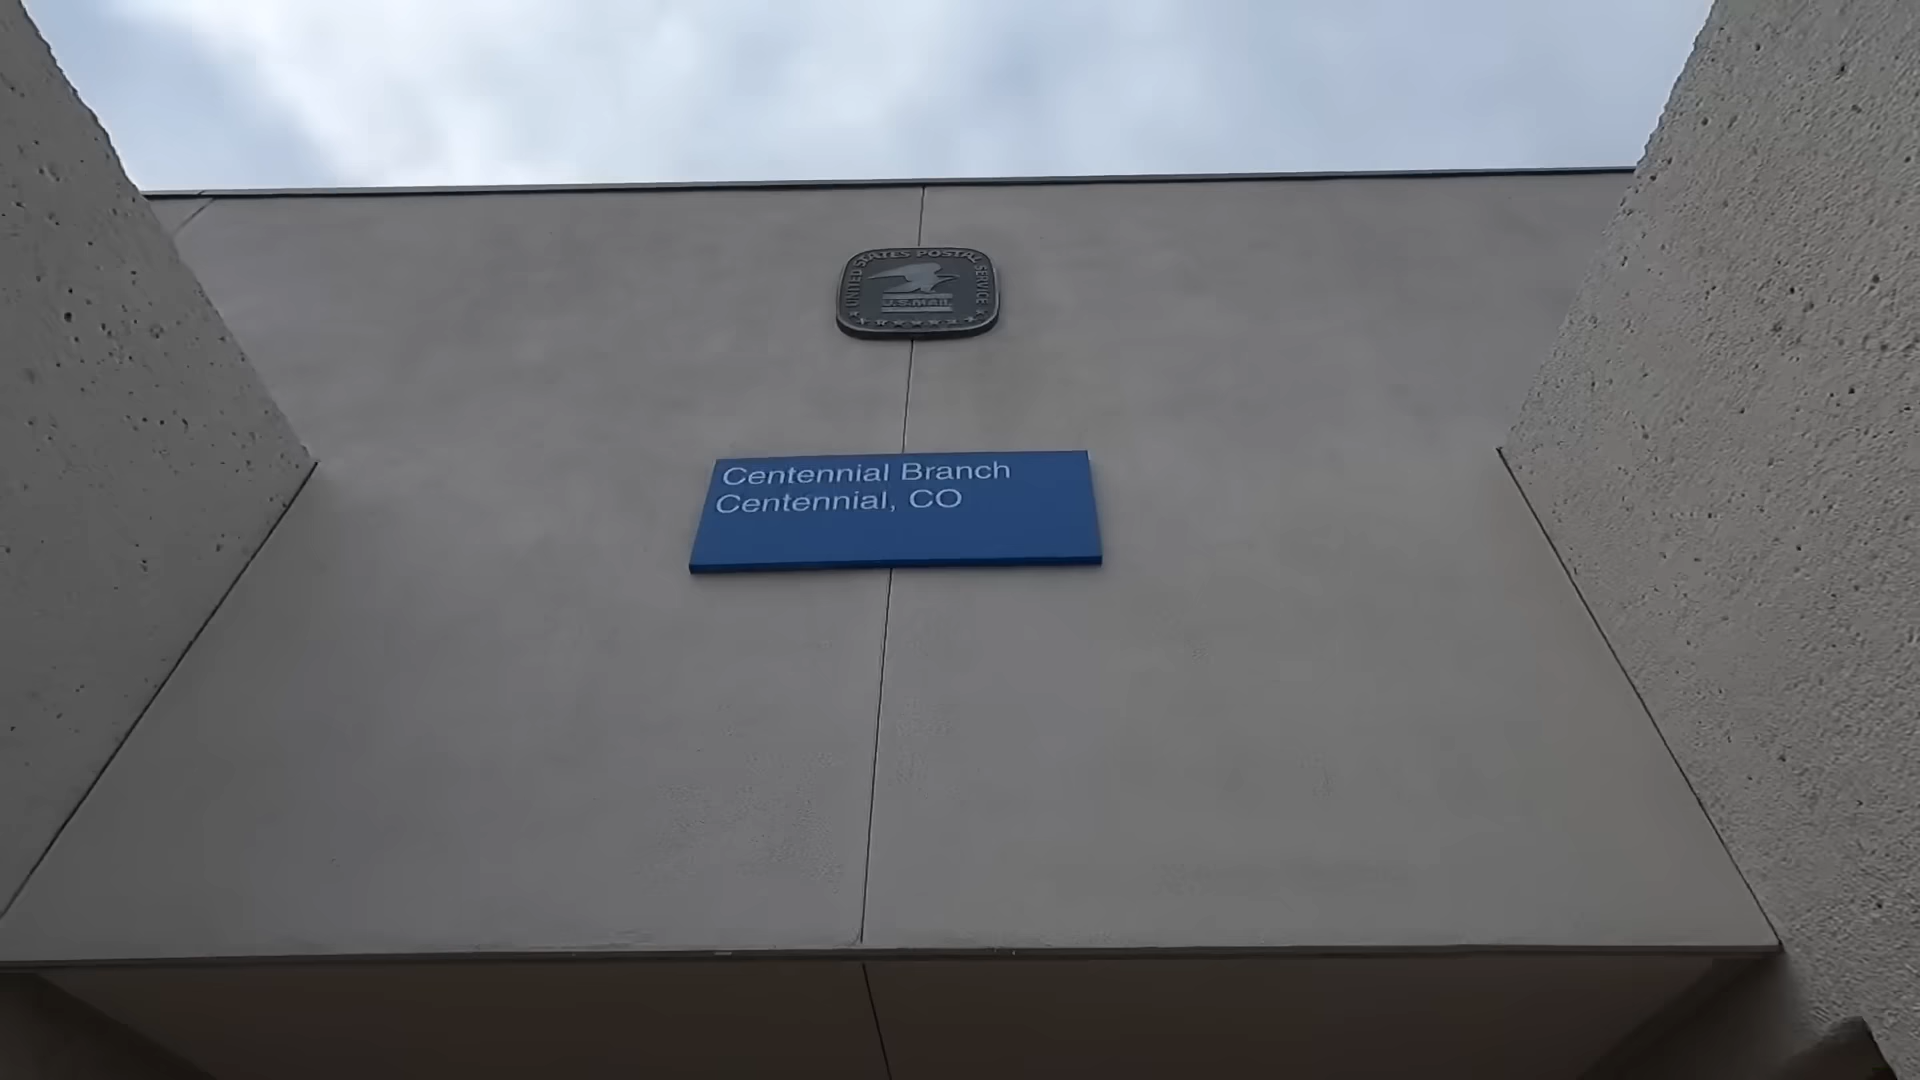 UNITED STATES POSTAL SERVICE
U.S.MAIL
Centennial Branch
Centennial, CO